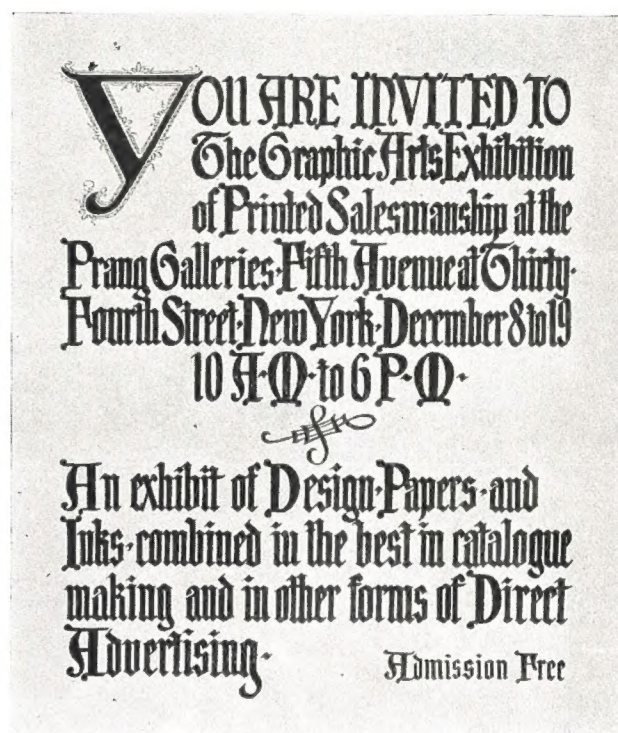 YOU ARE INVITED TO
The Graphic Arts Exhibition
of Printed Salesmanship at the
Prang Galleries · Fifth Avenue at Thirty-
Fourth Street · New York · December 8 to 19
10 A·M· to 6 P·M·
An exhibit of Design · Papers · and
Inks · combined in the best in catalogue
making and in other forms of Direct
Advertising ·
Admission Free